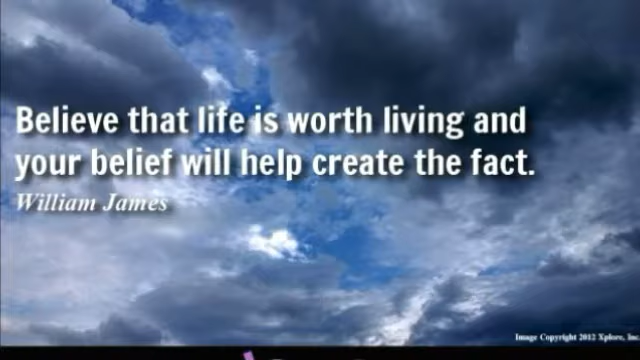 Believe that life is worth living and
your belief will help create the fact.
William James
Image Copyright 2012 Xplore, Inc